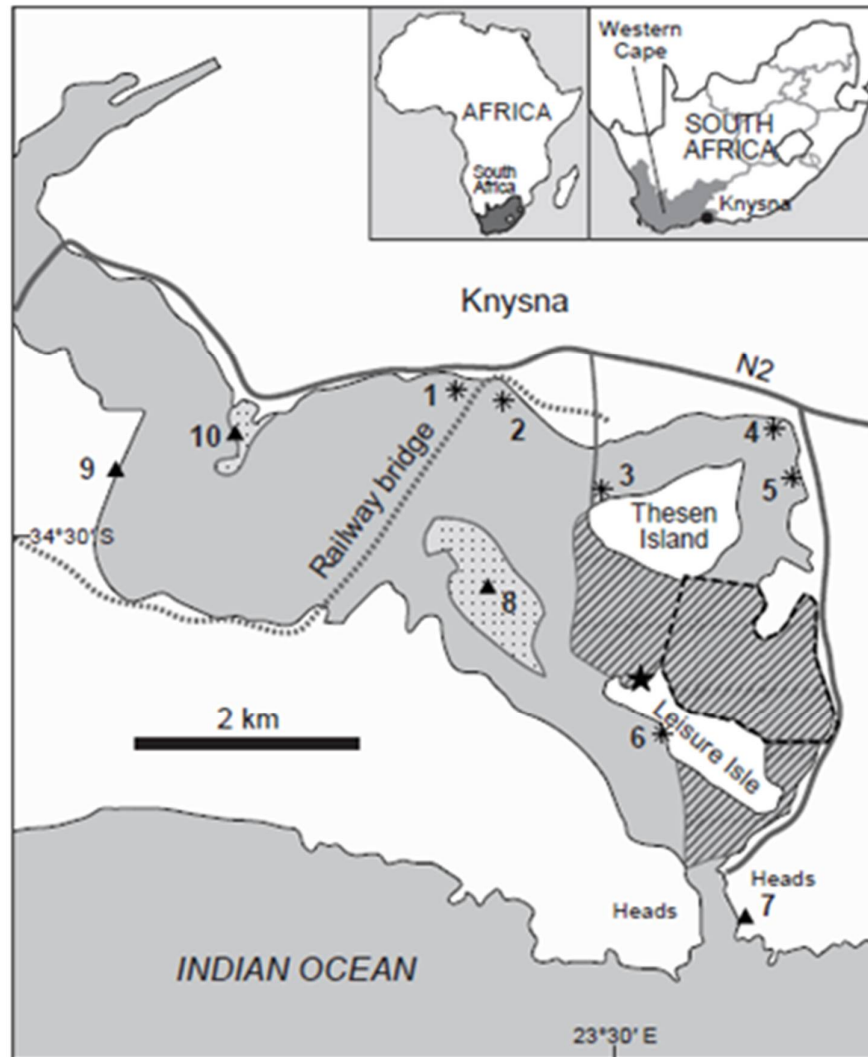 Western
Cape
AFRICA
SOUTH
AFRICA
South
Africa
Knysna
Knysna
N2
1
2
3
4
5
10
9
Railway bridge
Thesen
Island
34°30' S
8
2 km
Leisure Isle
6
Heads
7
Heads
INDIAN OCEAN
23°30' E